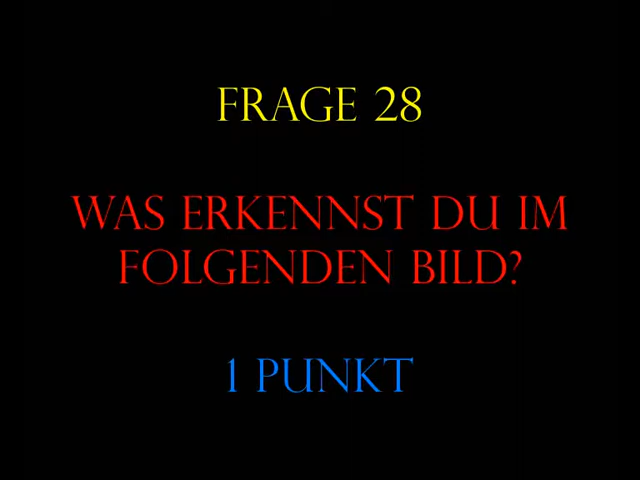 FRAGE 28
WAS ERKENNST DU IM
FOLGENDEN BILD?
1 PUNKT